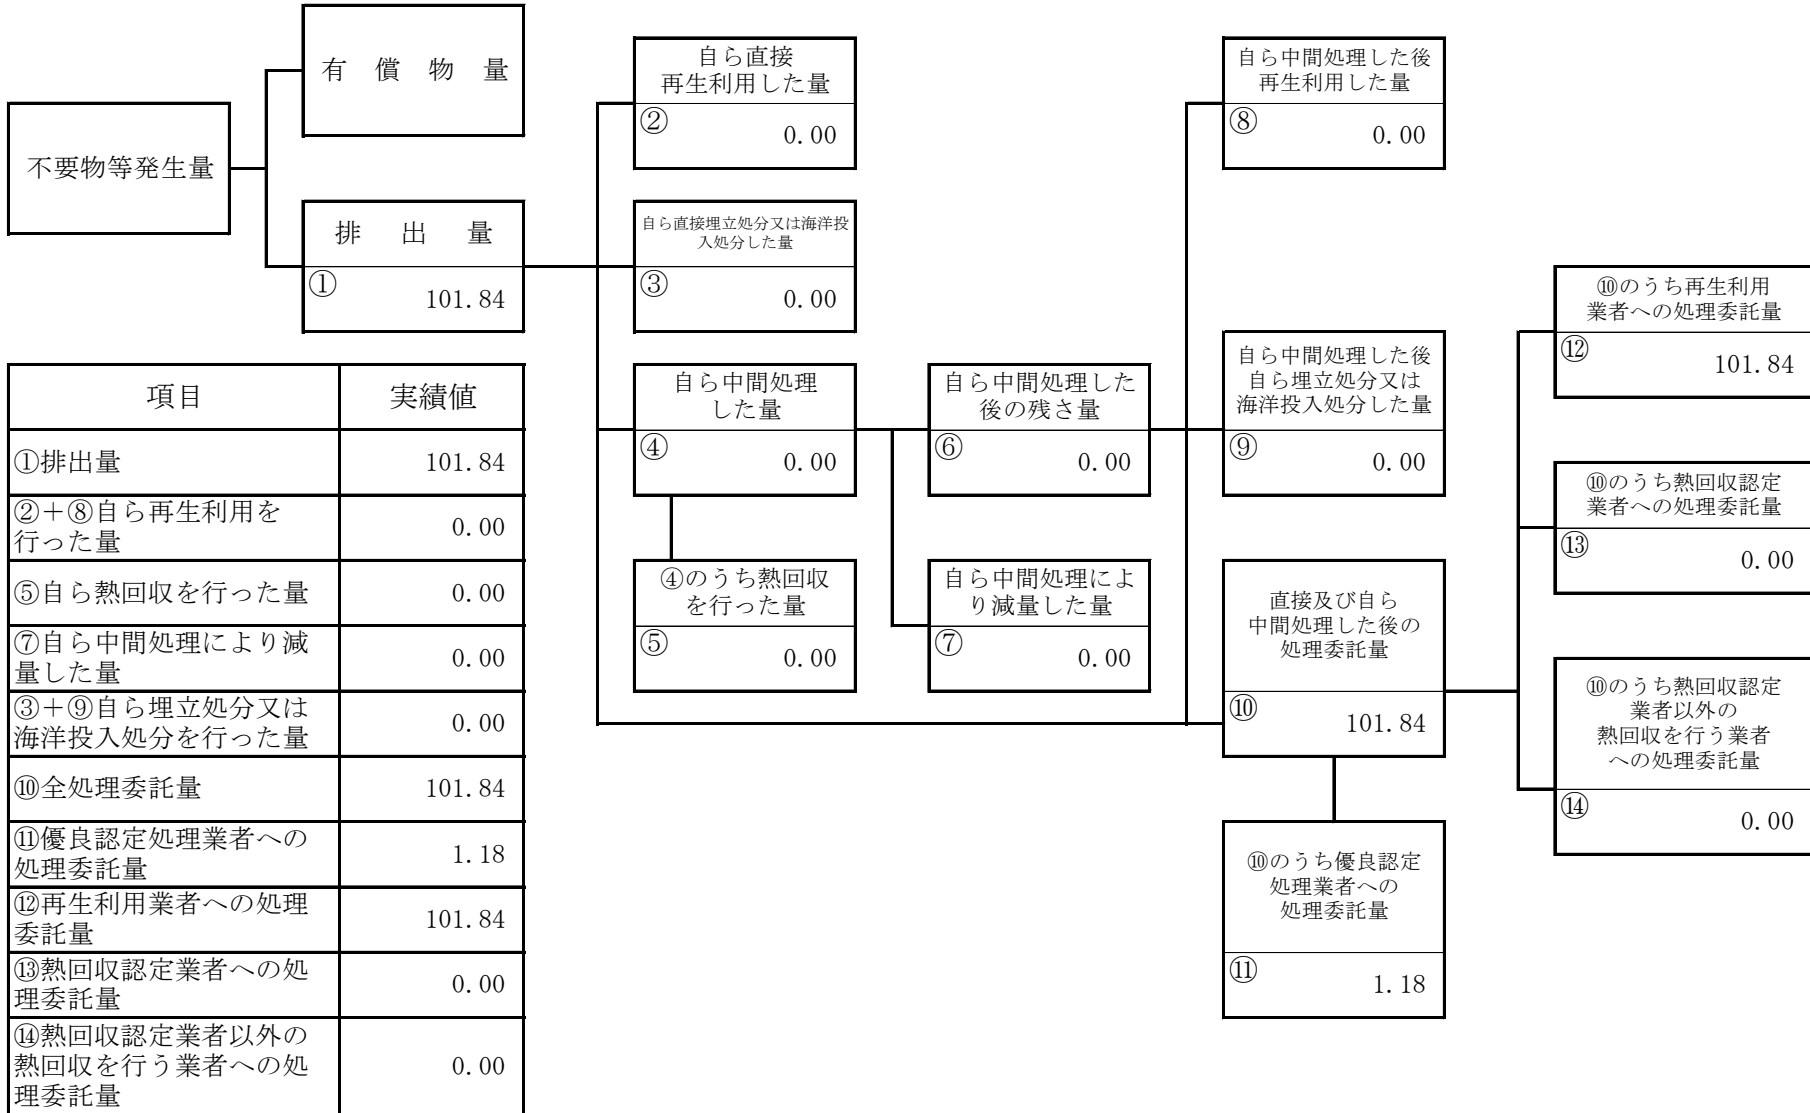 有償物量
不要物等発生量
排出量
①
101.84
自ら直接
再生利用した量
②
0.00
自ら直接埋立処分又は海洋投
入処分した量
③
0.00
自ら中間処理
した量
④
0.00
④のうち熱回収
を行った量
⑤
0.00
自ら中間処理した
後の残さ量
⑥
0.00
自ら中間処理によ
り減量した量
⑦
0.00
自ら中間処理した後
再生利用した量
⑧
0.00
自ら中間処理した後
自ら埋立処分又は
海洋投入処分した量
⑨
0.00
直接及び自ら
中間処理した後の
処理委託量
⑩
101.84
⑩のうち優良認定
処理業者への
処理委託量
⑪
1.18
⑩のうち再生利用
業者への処理委託量
⑫
101.84
⑩のうち熱回収認定
業者への処理委託量
⑬
0.00
⑩のうち熱回収認定
業者以外の
熱回収を行う業者
への処理委託量
⑭
0.00
項目 実績値
①排出量 101.84
②＋⑧自ら再生利用を
行った量 0.00
⑤自ら熱回収を行った量 0.00
⑦自ら中間処理により減
量した量 0.00
③＋⑨自ら埋立処分又は
海洋投入処分を行った量 0.00
⑩全処理委託量 101.84
⑪優良認定処理業者への
処理委託量 1.18
⑫再生利用業者への処理
委託量 101.84
⑬熱回収認定業者への処
理委託量 0.00
⑭熱回収認定業者以外の
熱回収を行う業者への処 0.00
理委託量